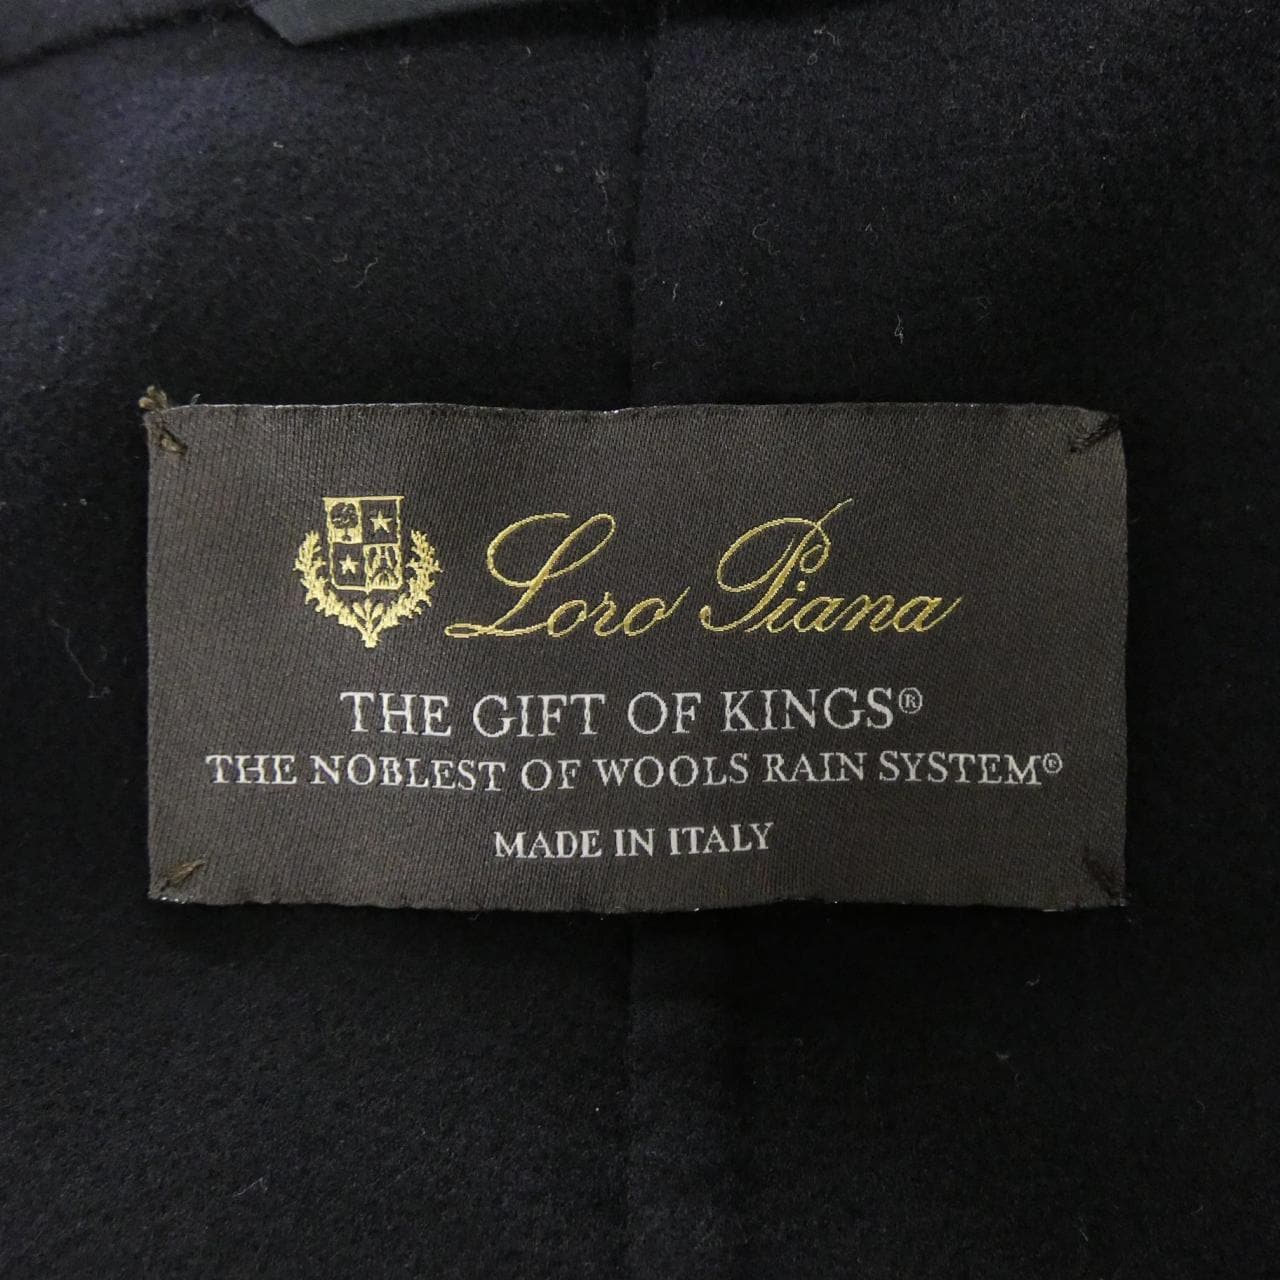 Loro Piana
THE GIFT OF KINGS®
THE NOBLEST OF WOOLS RAIN SYSTEM®
MADE IN ITALY